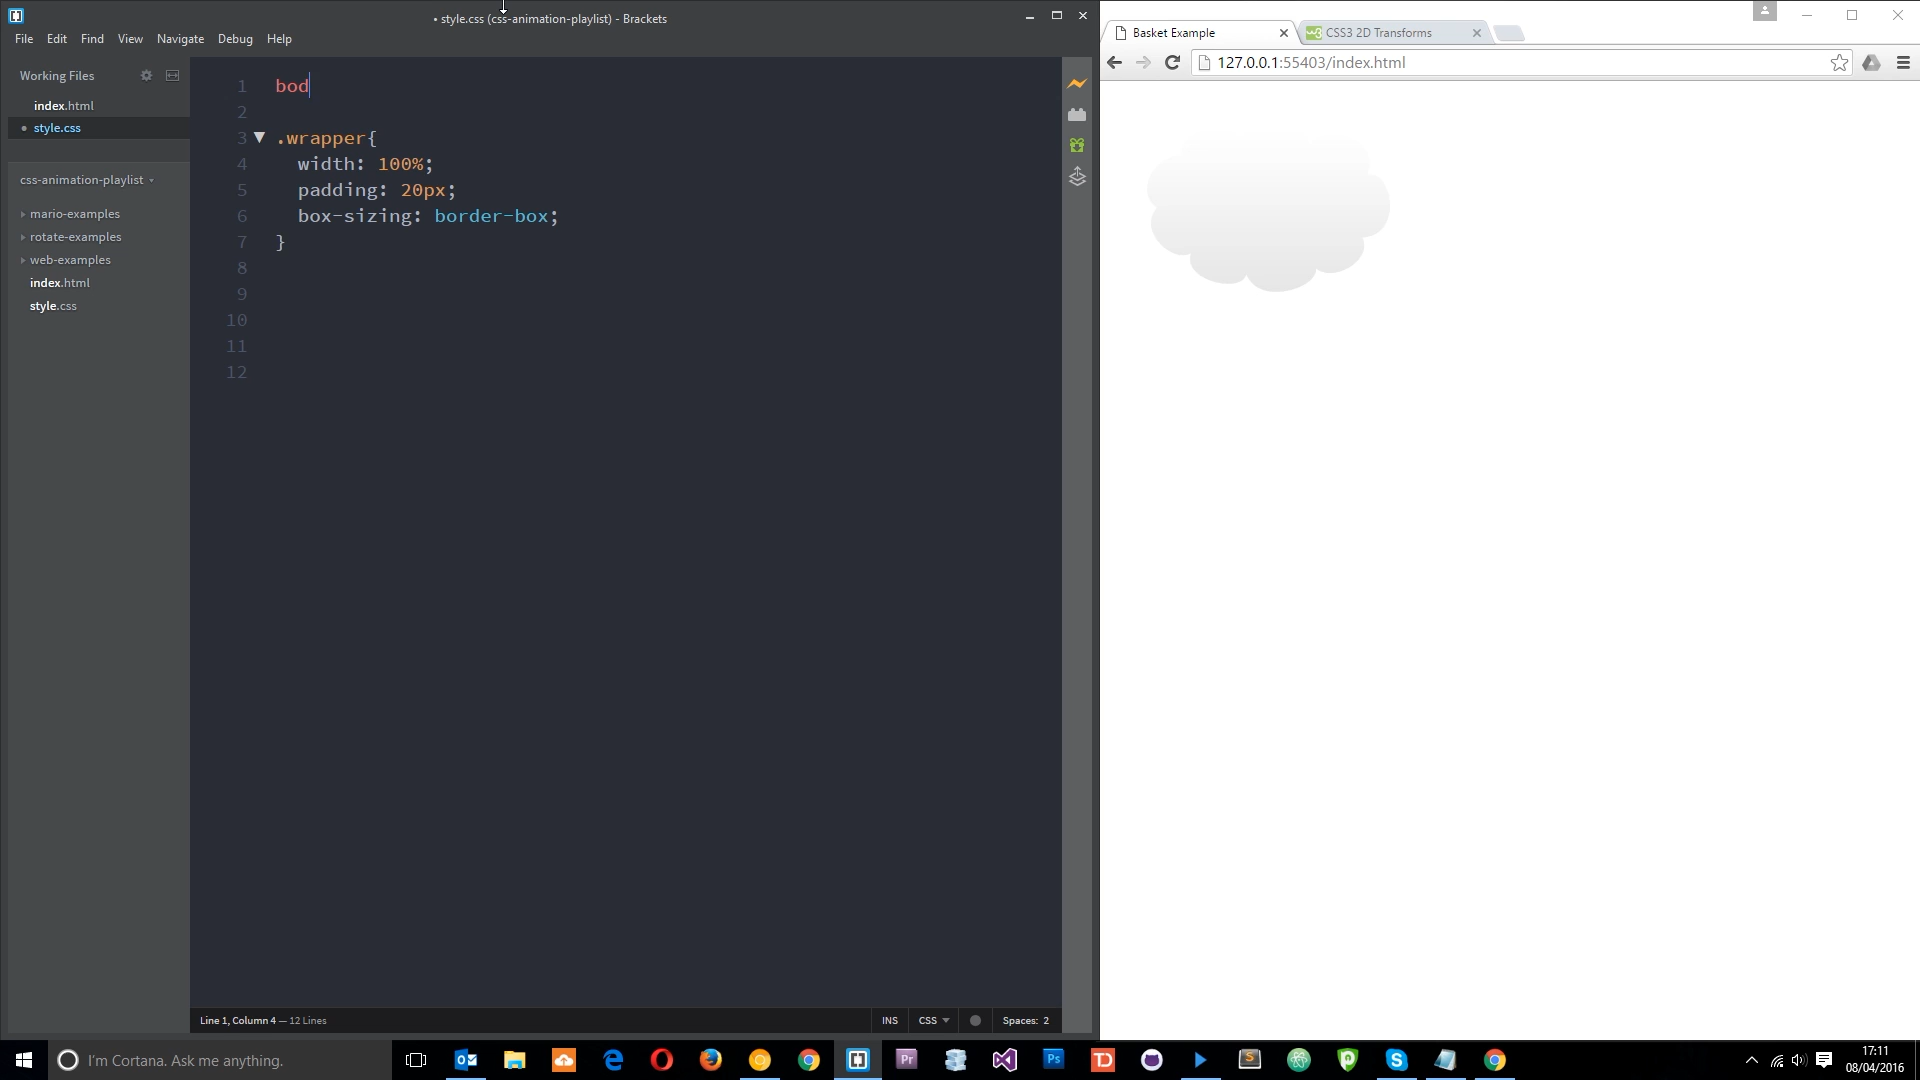 • style.css (css-animation-playlist) - Brackets
File Edit Find View Navigate Debug Help
Working Files
index.html
• style.css
css-animation-playlist
mario-examples
rotate-examples
web-examples
index.html
style.css
1 bod
2
3 .wrapper{
4 width: 100%;
5 padding: 20px;
6 box-sizing: border-box;
7 }
8
9
10
11
12
Line 1, Column 4 — 12 Lines
INS CSS Spaces: 2
Basket Example
w3 CSS3 2D Transforms
127.0.0.1:55403/index.html
I'm Cortana. Ask me anything.
Pr
Ps
TD
17:11
08/04/2016